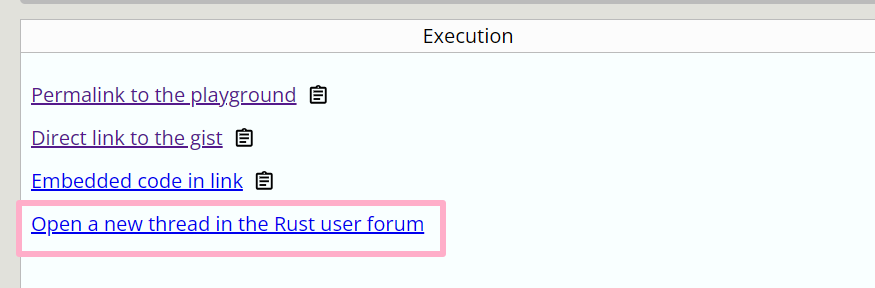 Execution
Permalink to the playground
Direct link to the gist
Embedded code in link
Open a new thread in the Rust user forum